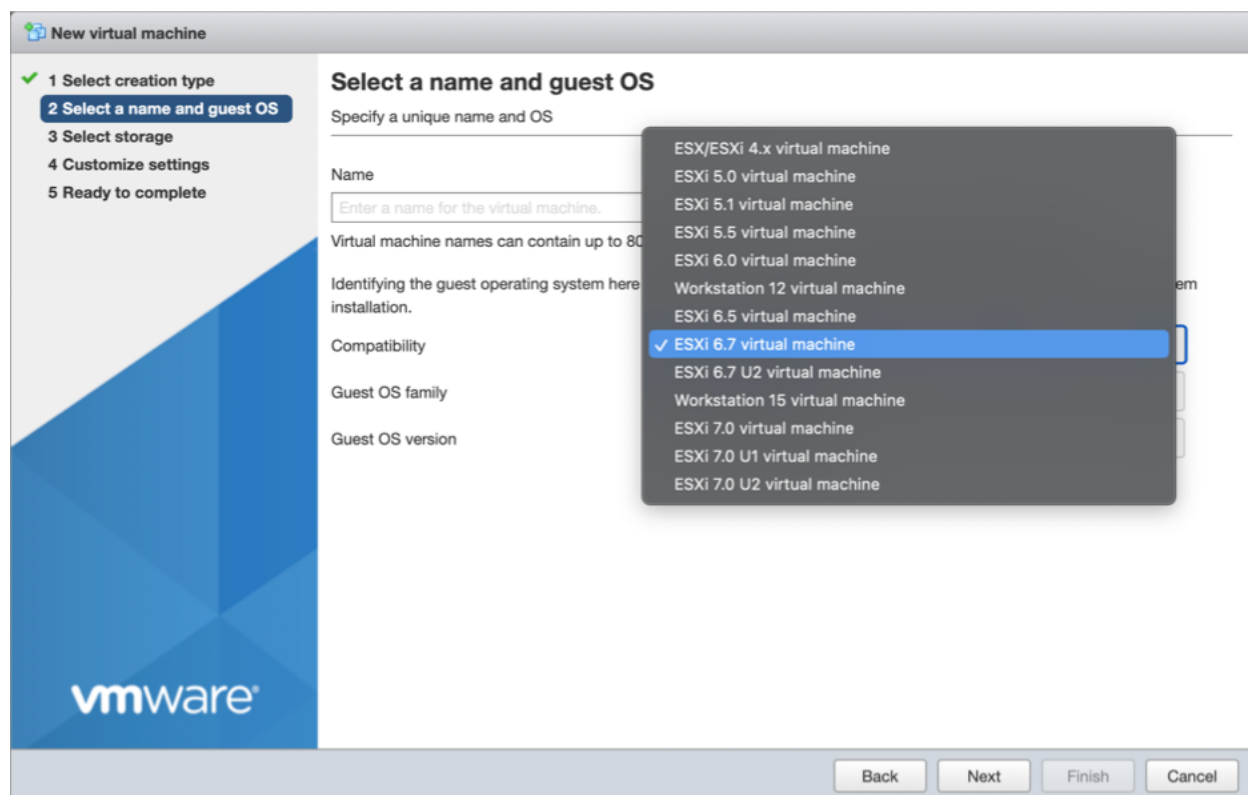 New virtual machine
1 Select creation type
2 Select a name and guest OS
3 Select storage
4 Customize settings
5 Ready to complete
vmware®
Select a name and guest OS
Specify a unique name and OS
Name
Enter a name for the virtual machine.
Virtual machine names can contain up to 80
Identifying the guest operating system here em
installation.
Compatibility
Guest OS family
Guest OS version
ESX/ESXi 4.x virtual machine
ESXi 5.0 virtual machine
ESXi 5.1 virtual machine
ESXi 5.5 virtual machine
ESXi 6.0 virtual machine
Workstation 12 virtual machine
ESXi 6.5 virtual machine
✓ ESXi 6.7 virtual machine
ESXi 6.7 U2 virtual machine
Workstation 15 virtual machine
ESXi 7.0 virtual machine
ESXi 7.0 U1 virtual machine
ESXi 7.0 U2 virtual machine
Back Next Finish Cancel